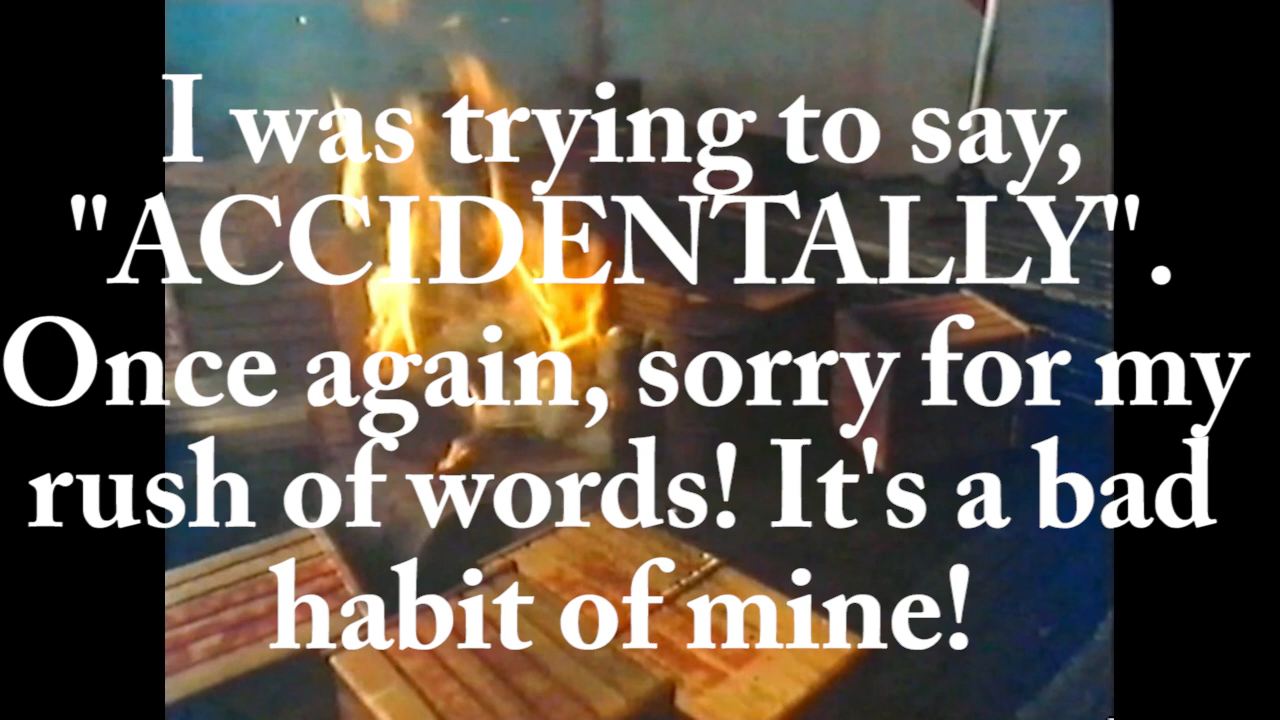 I was trying to say,
"ACCIDENTALLY".
Once again, sorry for my
rush of words! It's a bad
habit of mine!